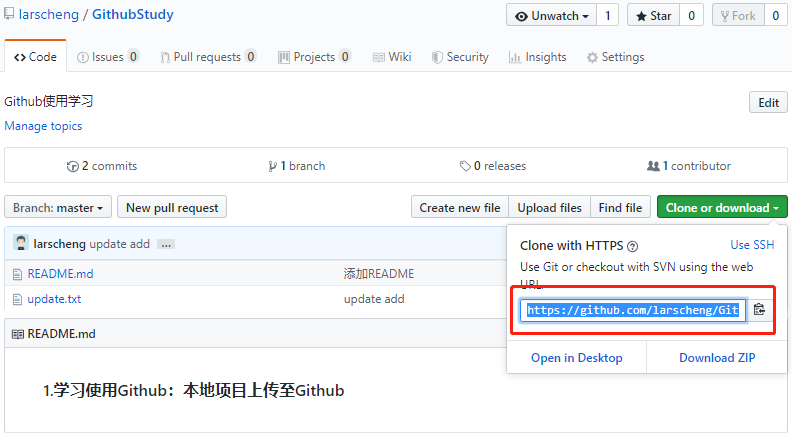 larscheng / GithubStudy
Unwatch 1 Star 0 Fork 0
Code Issues 0 Pull requests 0 Projects 0 Wiki Security Insights Settings
Github使用学习
Edit
Manage topics
2 commits 1 branch 0 releases 1 contributor
Branch: master New pull request Create new file Upload files Find file Clone or download
larscheng update add ...
README.md 添加README
update.txt update add
Clone with HTTPS ? Use SSH
Use Git or checkout with SVN using the web
URL.
https://github.com/larscheng/Git
Open in Desktop Download ZIP
README.md
1.学习使用Github：本地项目上传至Github